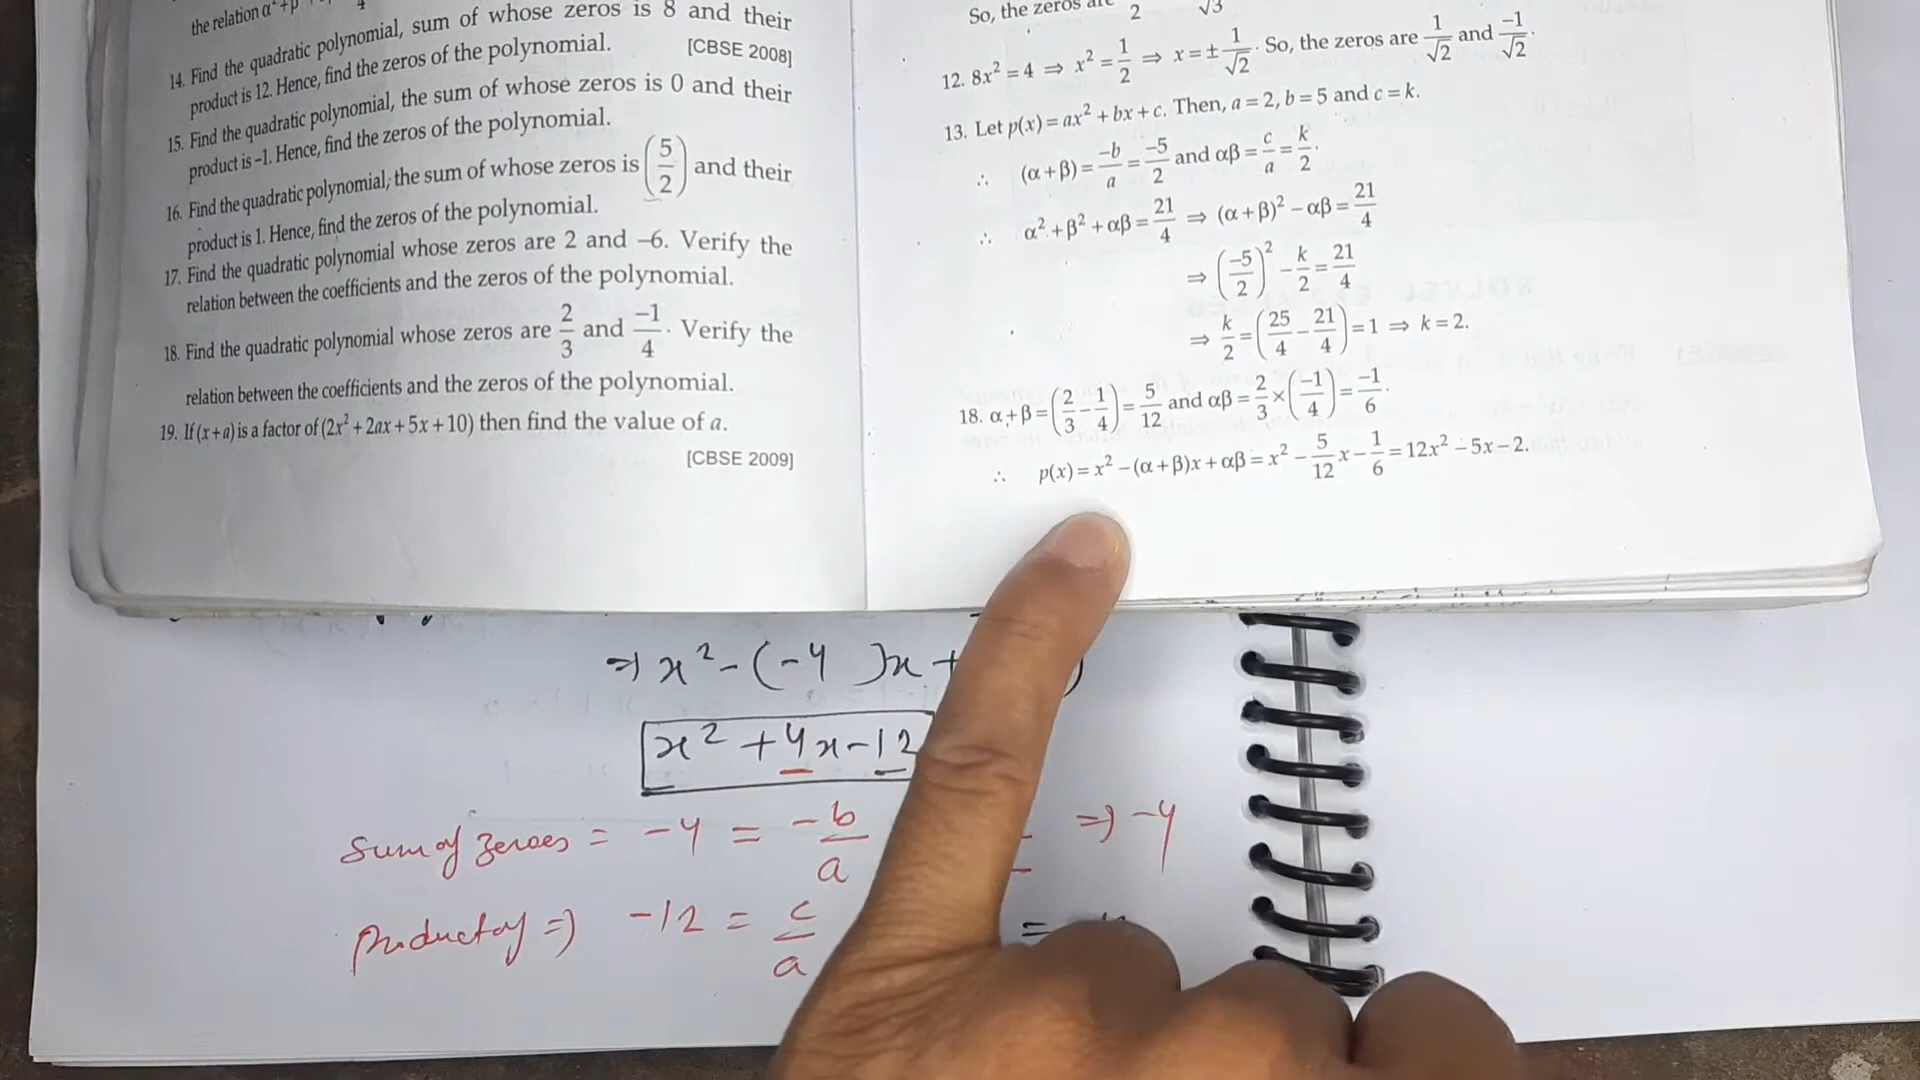 the relation α² + β
14. Find the quadratic polynomial, sum of whose zeros is 8 and their
product is 12. Hence, find the zeros of the polynomial. [CBSE 2008]
15. Find the quadratic polynomial, the sum of whose zeros is 0 and their
product is –1. Hence, find the zeros of the polynomial.
16. Find the quadratic polynomial, the sum of whose zeros is (5/2) and their
product is 1. Hence, find the zeros of the polynomial.
17. Find the quadratic polynomial whose zeros are 2 and –6. Verify the
relation between the coefficients and the zeros of the polynomial.
18. Find the quadratic polynomial whose zeros are 2/3 and -1/4. Verify the
relation between the coefficients and the zeros of the polynomial.
19. If (x + a) is a factor of (2x² + 2ax + 5x + 10) then find the value of a.
[CBSE 2009]
So, the zeros are 2 √3
12. 8x² = 4 ⇒ x² = 1/2 ⇒ x = ± 1/√2. So, the zeros are 1/√2 and -1/√2.
13. Let p(x) = ax² + bx + c. Then, a = 2, b = 5 and c = k.
∴ (α + β) = -b/a = -5/2 and αβ = c/a = k/2.
∴ α² + β² + αβ = 21/4 ⇒ (α + β)² – αβ = 21/4
⇒ (-5/2)² – k/2 = 21/4
⇒ k/2 = (25/4 – 21/4) = 1 ⇒ k = 2.
18. α + β = (2/3 – 1/4) = 5/12 and αβ = 2/3 × (-1/4) = -1/6.
∴ p(x) = x² – (α + β)x + αβ = x² – 5/12 x – 1/6 = 12x² – 5x – 2.
⇒ x² - (-4 )x + )
x² + 4x - 12
Sum of zeroes = -4 = -b/a ⇒ -4
Product of ⇒ -12 = c/a =